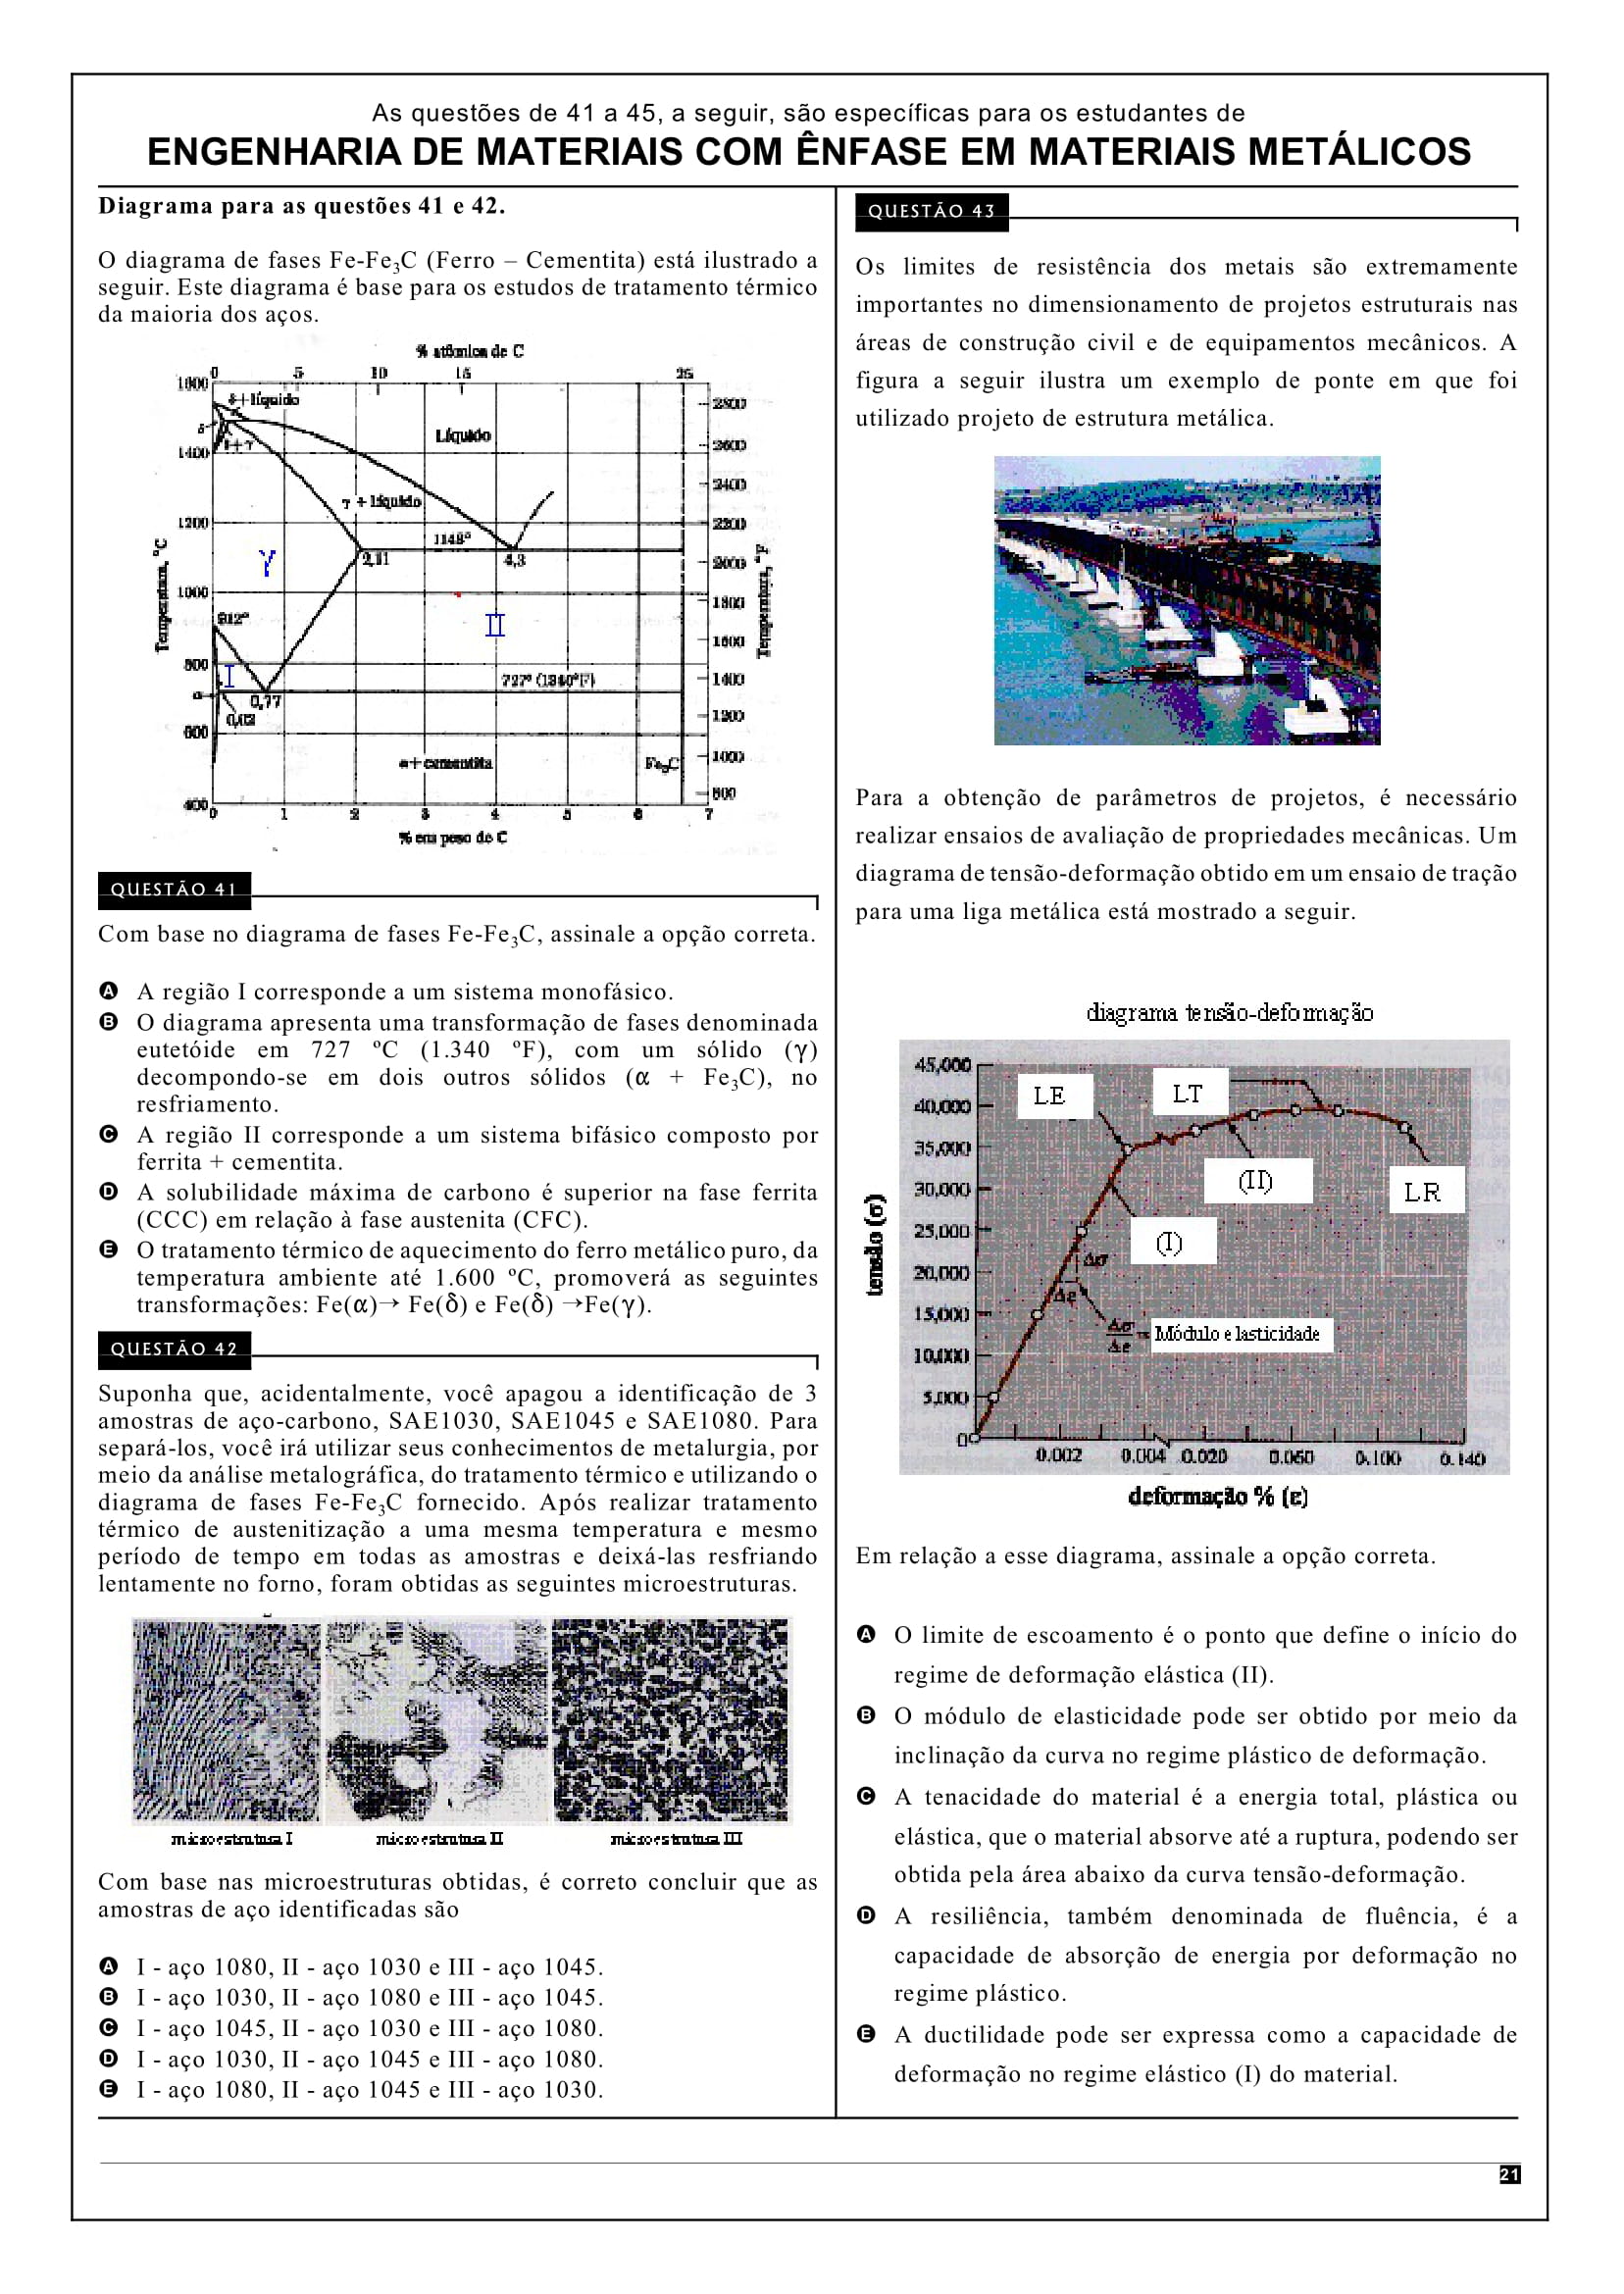 As questões de 41 a 45, a seguir, são específicas para os estudantes de
ENGENHARIA DE MATERIAIS COM ÊNFASE EM MATERIAIS METÁLICOS
Diagrama para as questões 41 e 42.
O diagrama de fases Fe-Fe₃C (Ferro – Cementita) está ilustrado a
seguir. Este diagrama é base para os estudos de tratamento térmico
da maioria dos aços.
% atômica de C
0 5 10 15 25
1600
δ+líquido
2800
δ
Líquido
δ+γ
1400
2600
2400
γ + líquido
1200
2200
1148°
2,11
4,3
2000
γ
Temperatura, °C
Temperatura, °F
1000
1800
912°
II
1600
800
I
727° (1340°F)
1400
α
0,77
0,02
1200
600
α+cementita
Fe₃C
1000
800
400
0 1 2 3 4 5 6 7
% em peso de C
QUESTÃO 41
Com base no diagrama de fases Fe-Fe₃C, assinale a opção correta.
A A região I corresponde a um sistema monofásico.
B O diagrama apresenta uma transformação de fases denominada
eutetóide em 727 ºC (1.340 ºF), com um sólido (γ)
decompondo-se em dois outros sólidos (α + Fe₃C), no
resfriamento.
C A região II corresponde a um sistema bifásico composto por
ferrita + cementita.
D A solubilidade máxima de carbono é superior na fase ferrita
(CCC) em relação à fase austenita (CFC).
E O tratamento térmico de aquecimento do ferro metálico puro, da
temperatura ambiente até 1.600 ºC, promoverá as seguintes
transformações: Fe(α)→ Fe(δ) e Fe(δ) →Fe(γ).
QUESTÃO 42
Suponha que, acidentalmente, você apagou a identificação de 3
amostras de aço-carbono, SAE1030, SAE1045 e SAE1080. Para
separá-los, você irá utilizar seus conhecimentos de metalurgia, por
meio da análise metalográfica, do tratamento térmico e utilizando o
diagrama de fases Fe-Fe₃C fornecido. Após realizar tratamento
térmico de austenitização a uma mesma temperatura e mesmo
período de tempo em todas as amostras e deixá-las resfriando
lentamente no forno, foram obtidas as seguintes microestruturas.
microestrutura I microestrutura II microestrutura III
Com base nas microestruturas obtidas, é correto concluir que as
amostras de aço identificadas são
A I - aço 1080, II - aço 1030 e III - aço 1045.
B I - aço 1030, II - aço 1080 e III - aço 1045.
C I - aço 1045, II - aço 1030 e III - aço 1080.
D I - aço 1030, II - aço 1045 e III - aço 1080.
E I - aço 1080, II - aço 1045 e III - aço 1030.
QUESTÃO 43
Os limites de resistência dos metais são extremamente
importantes no dimensionamento de projetos estruturais nas
áreas de construção civil e de equipamentos mecânicos. A
figura a seguir ilustra um exemplo de ponte em que foi
utilizado projeto de estrutura metálica.
Para a obtenção de parâmetros de projetos, é necessário
realizar ensaios de avaliação de propriedades mecânicas. Um
diagrama de tensão-deformação obtido em um ensaio de tração
para uma liga metálica está mostrado a seguir.
diagrama tensão-deformação
45,000
LE
LT
40,000
35,000
(II)
30,000
LR
tensão (σ)
25,000
(I)
Δσ
20,000
Δε
15,000
Δσ/Δε = Módulo elasticidade
10,000
5,000
0
0.002 0.004 0.020 0.060 0.100 0.140
deformação % (ε)
Em relação a esse diagrama, assinale a opção correta.
A O limite de escoamento é o ponto que define o início do
regime de deformação elástica (II).
B O módulo de elasticidade pode ser obtido por meio da
inclinação da curva no regime plástico de deformação.
C A tenacidade do material é a energia total, plástica ou
elástica, que o material absorve até a ruptura, podendo ser
obtida pela área abaixo da curva tensão-deformação.
D A resiliência, também denominada de fluência, é a
capacidade de absorção de energia por deformação no
regime plástico.
E A ductilidade pode ser expressa como a capacidade de
deformação no regime elástico (I) do material.
21